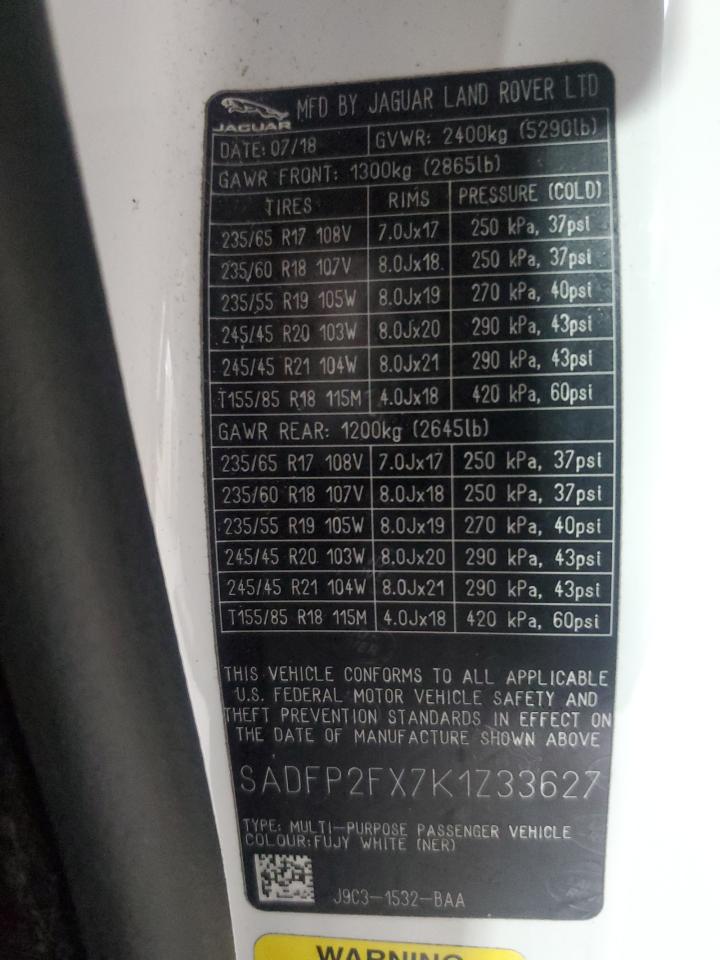 JAGUAR MFD BY JAGUAR LAND ROVER LTD
DATE: 07/18 GVWR: 2400kg (5290lb)
GAWR FRONT: 1300kg (2865lb)
TIRES RIMS PRESSURE (COLD)
235/65 R17 108V 7.0Jx17 250 kPa, 37psi
235/60 R18 107V 8.0Jx18 250 kPa, 37psi
235/55 R19 105W 8.0Jx19 270 kPa, 40psi
245/45 R20 103W 8.0Jx20 290 kPa, 43psi
245/45 R21 104W 8.0Jx21 290 kPa, 43psi
T155/85 R18 115M 4.0Jx18 420 kPa, 60psi
GAWR REAR: 1200kg (2645lb)
235/65 R17 108V 7.0Jx17 250 kPa, 37psi
235/60 R18 107V 8.0Jx18 250 kPa, 37psi
235/55 R19 105W 8.0Jx19 270 kPa, 40psi
245/45 R20 103W 8.0Jx20 290 kPa, 43psi
245/45 R21 104W 8.0Jx21 290 kPa, 43psi
T155/85 R18 115M 4.0Jx18 420 kPa, 60psi
THIS VEHICLE CONFORMS TO ALL APPLICABLE
U.S. FEDERAL MOTOR VEHICLE SAFETY AND
THEFT PREVENTION STANDARDS IN EFFECT ON
THE DATE OF MANUFACTURE SHOWN ABOVE
SADFP2FX7K1Z33627
TYPE: MULTI-PURPOSE PASSENGER VEHICLE
COLOUR:FUJY WHITE (NER)
J9C3-1532-BAA
WARNING